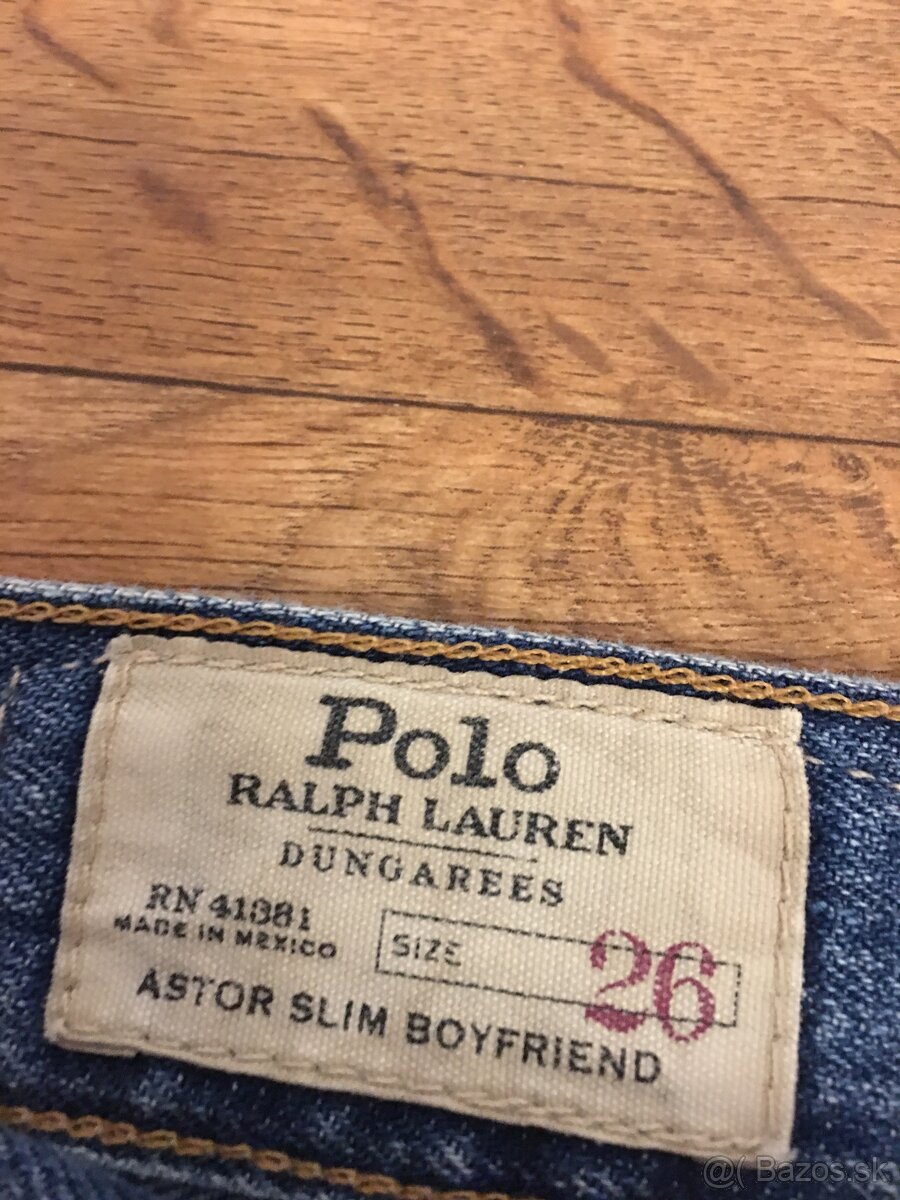 Polo
RALPH LAUREN
DUNGAREES
RN 41381
MADE IN MEXICO
SIZE 26
ASTOR SLIM BOYFRIEND
@( Bazos.sk